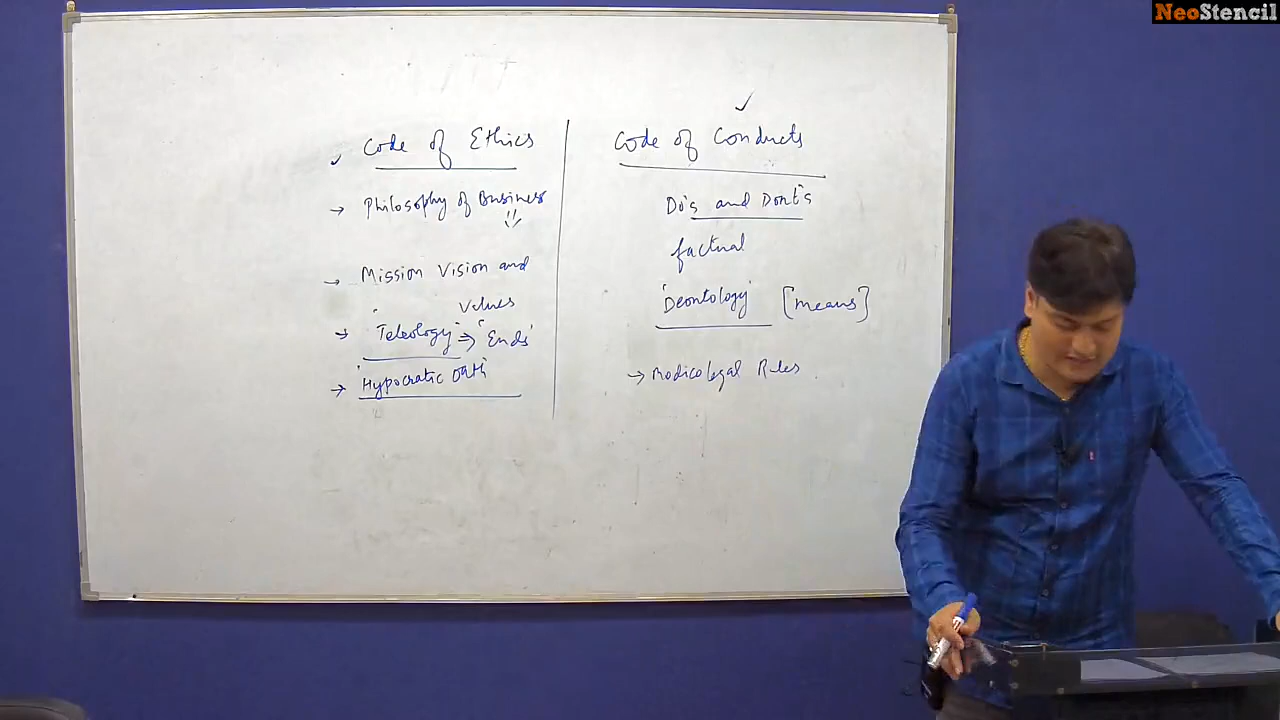 NeoStencil
✓ Code of Ethics
→ Philosophy of Business
→ Mission Vision and
Values
→ "Teleology" ⇒ 'Ends'
→ Hypocratic Oath
✓
Code of Conducts
Do's and Dont's
factual
'Deontology' [means]
→ Modicolegal Rules